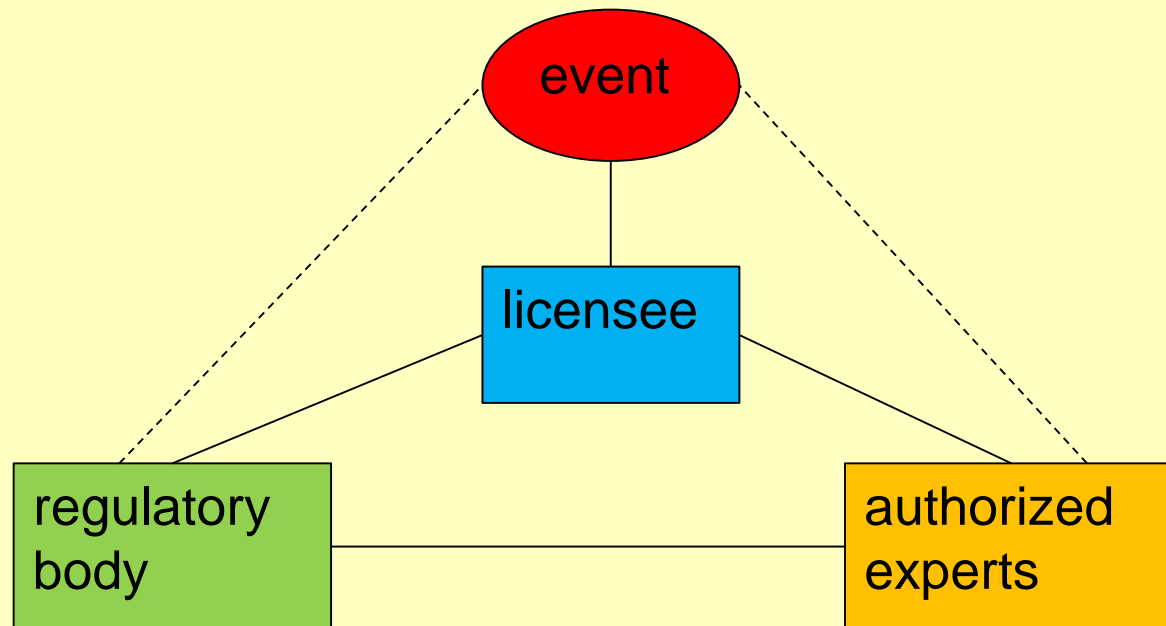 event
licensee
regulatory
body
authorized
experts